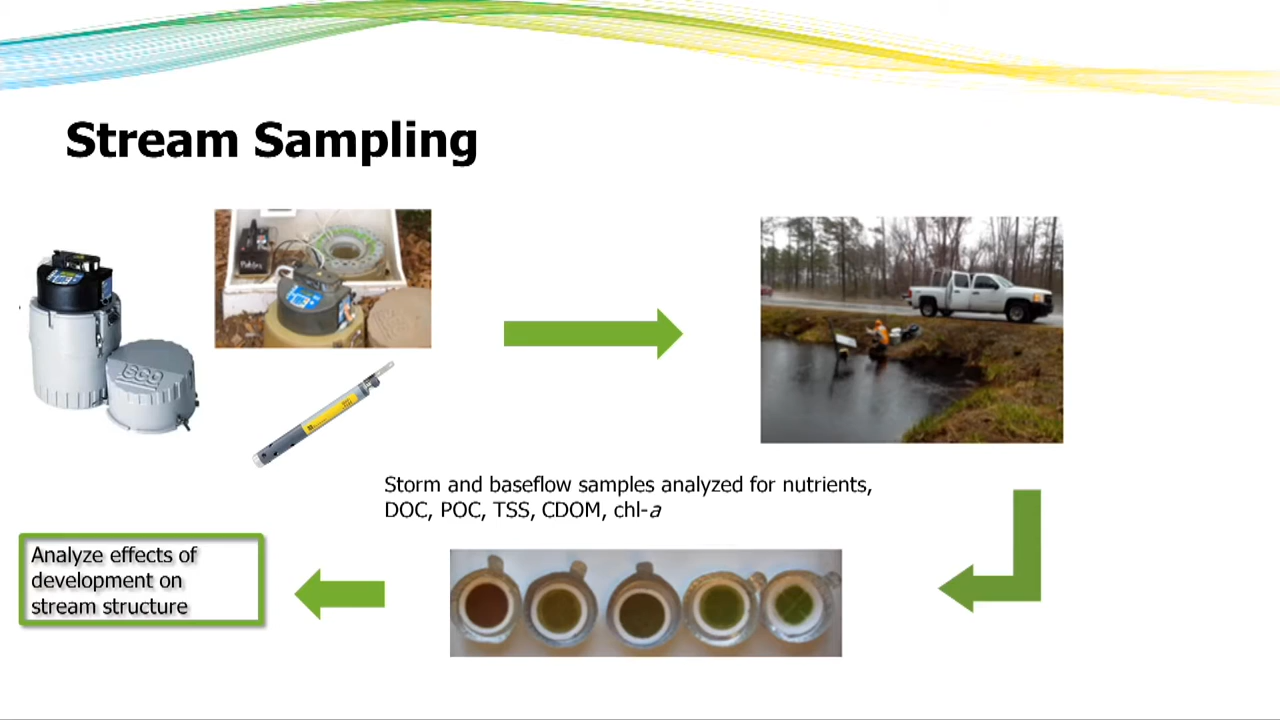 Stream Sampling
Storm and baseflow samples analyzed for nutrients,
DOC, POC, TSS, CDOM, chl-a
Analyze effects of
development on
stream structure